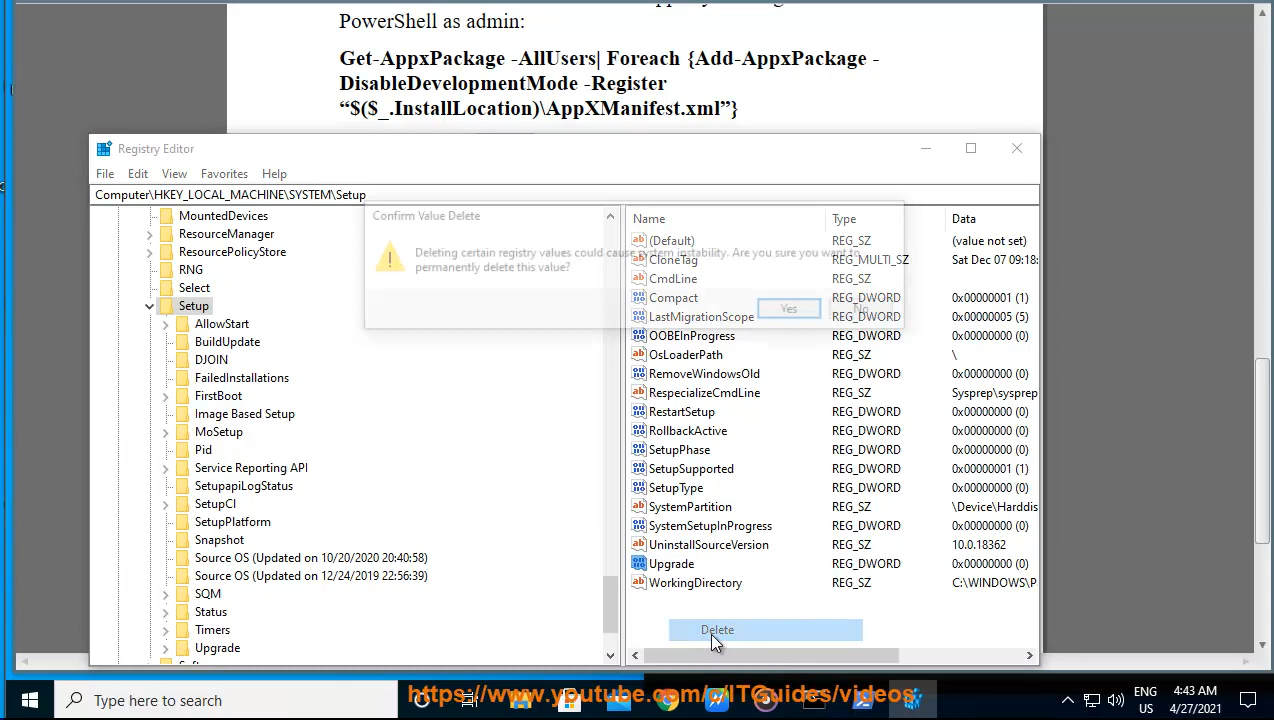 PowerShell as admin:
Get-AppxPackage -AllUsers| Foreach {Add-AppxPackage -
DisableDevelopmentMode -Register
“$($_.InstallLocation)\AppXManifest.xml”}
Registry Editor
File Edit View Favorites Help
Computer\HKEY_LOCAL_MACHINE\SYSTEM\Setup
MountedDevices
ResourceManager
ResourcePolicyStore
RNG
Select
Setup
AllowStart
BuildUpdate
DJOIN
FailedInstallations
FirstBoot
Image Based Setup
MoSetup
Pid
Service Reporting API
SetupapiLogStatus
SetupCl
SetupPlatform
Snapshot
Source OS (Updated on 10/20/2020 20:40:58)
Source OS (Updated on 12/24/2019 22:56:39)
SQM
Status
Timers
Upgrade
Confirm Value Delete
Deleting certain registry values could cause system instability. Are you sure you want to
permanently delete this value?
Yes No
Name Type Data
(Default) REG_SZ (value not set)
CloneTag REG_MULTI_SZ Sat Dec 07 09:18:
CmdLine REG_SZ
Compact REG_DWORD 0x00000001 (1)
LastMigrationScope REG_DWORD 0x00000005 (5)
OOBEInProgress REG_DWORD 0x00000000 (0)
OsLoaderPath REG_SZ \
RemoveWindowsOld REG_DWORD 0x00000000 (0)
RespecializeCmdLine REG_SZ Sysprep\sysprep
RestartSetup REG_DWORD 0x00000000 (0)
RollbackActive REG_DWORD 0x00000000 (0)
SetupPhase REG_DWORD 0x00000000 (0)
SetupSupported REG_DWORD 0x00000001 (1)
SetupType REG_DWORD 0x00000000 (0)
SystemPartition REG_SZ \Device\Harddis
SystemSetupInProgress REG_DWORD 0x00000000 (0)
UninstallSourceVersion REG_SZ 10.0.18362
Upgrade REG_DWORD 0x00000000 (0)
WorkingDirectory REG_SZ C:\WINDOWS\P
Delete
Type here to search
https://www.youtube.com/c/ITGuides/videos
ENG
US
4:43 AM
4/27/2021